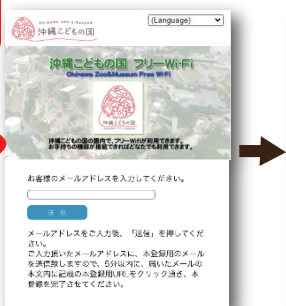 OKINAWA ZOO & MUSEUM
沖縄こどもの国
(Language)
沖縄こどもの国 フリーWi-Fi
Okinawa Zoo&Museum Free Wi-Fi
沖縄こどもの国の園内で、フリーWiFiが利用できます。
お手持ちの機器が接続できればどなたでも利用できます。
お客様のメールアドレスを入力してください。
送信
メールアドレスをご入力後、「送信」を押してくだ
さい。
ご入力頂いたメールアドレスに、本登録用のメール
を送信致しますので、5分以内に、届いたメールの
本文内に記載の本登録用URLをクリック頂き、本
登録を完了させてください。